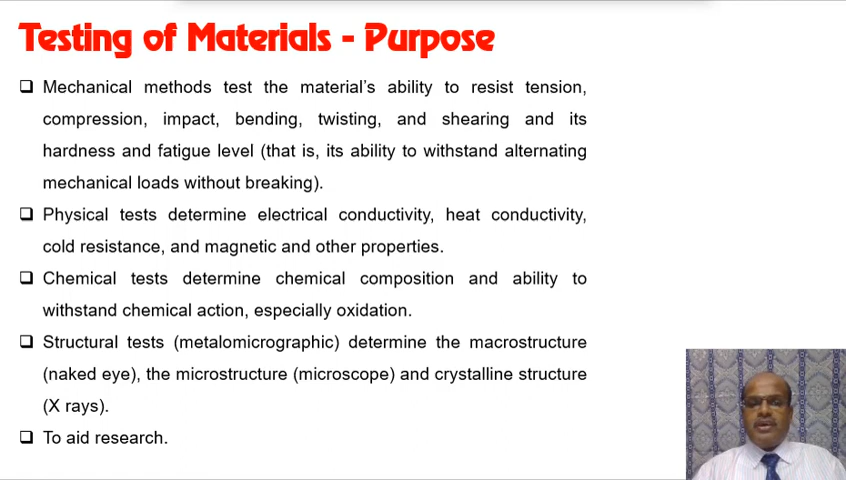 Testing of Materials - Purpose
❑ Mechanical methods test the material's ability to resist tension,
compression, impact, bending, twisting, and shearing and its
hardness and fatigue level (that is, its ability to withstand alternating
mechanical loads without breaking).
❑ Physical tests determine electrical conductivity, heat conductivity,
cold resistance, and magnetic and other properties.
❑ Chemical tests determine chemical composition and ability to
withstand chemical action, especially oxidation.
❑ Structural tests (metalomicrographic) determine the macrostructure
(naked eye), the microstructure (microscope) and crystalline structure
(X rays).
❑ To aid research.